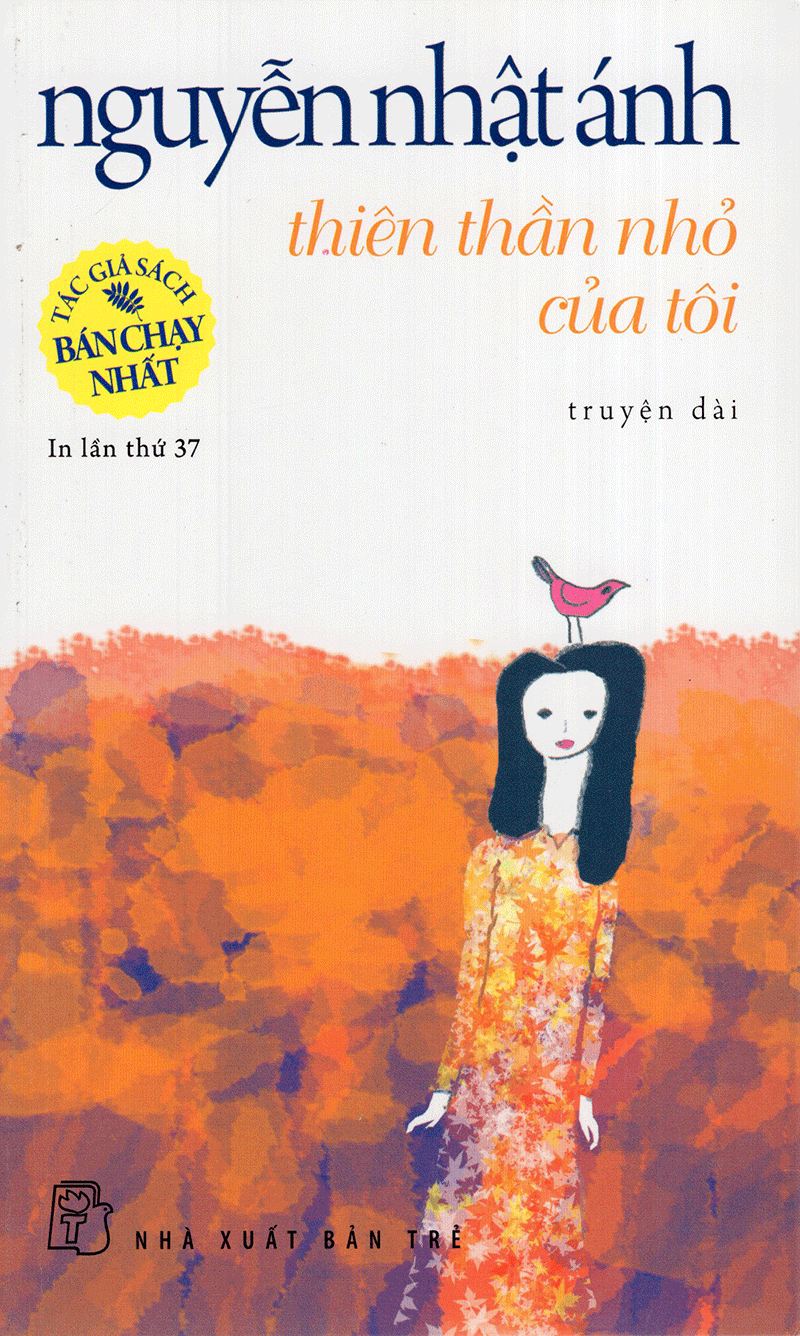 nguyễn nhật ánh
thiên thần nhỏ
của tôi
TÁC GIẢ SÁCH
BÁN CHẠY
NHẤT
truyện dài
In lần thứ 37
T
NHÀ XUẤT BẢN TRẺ